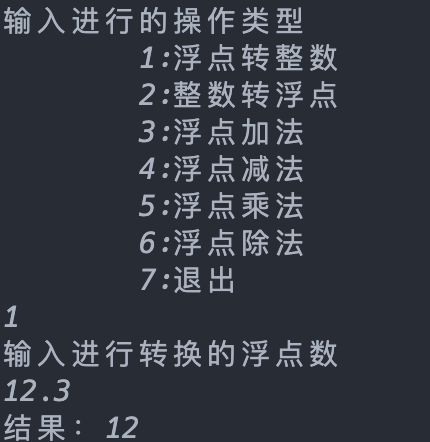 输入进行的操作类型
1:浮点转整数
2:整数转浮点
3:浮点加法
4:浮点减法
5:浮点乘法
6:浮点除法
7:退出
1
输入进行转换的浮点数
12.3
结果: 12